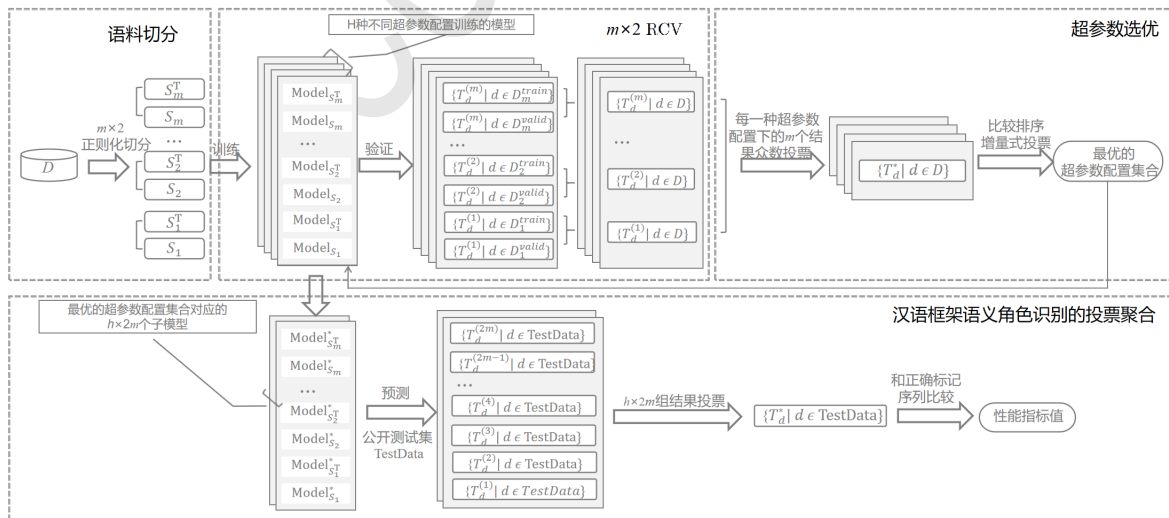 语料切分
H种不同超参数配置训练的模型
m×2 RCV
超参数选优
D
m×2
正则化切分
S_m^T
S_m
...
S_2^T
S_2
S_1^T
S_1
训练
Model_{S_m^T}
Model_{S_m}
...
Model_{S_2^T}
Model_{S_2}
Model_{S_1^T}
Model_{S_1}
验证
{T_d^{(m)}| d ϵ D_m^{train}}
{T_d^{(m)}| d ϵ D_m^{valid}}
...
{T_d^{(2)}| d ϵ D_2^{train}}
{T_d^{(2)}| d ϵ D_2^{valid}}
{T_d^{(1)}| d ϵ D_1^{train}}
{T_d^{(1)}| d ϵ D_1^{valid}}
{T_d^{(m)}| d ϵ D}
...
{T_d^{(2)}| d ϵ D}
{T_d^{(1)}| d ϵ D}
每一种超参数
配置下的m个结
果众数投票
{T_d^*| d ϵ D}
比较排序
增量式投票
最优的
超参数配置集合
最优的超参数配置集合对应的
h×2m个子模型
汉语框架语义角色识别的投票聚合
Model^*_{S_m^T}
Model^*_{S_m}
...
Model^*_{S_2^T}
Model^*_{S_2}
Model^*_{S_1^T}
Model^*_{S_1}
预测
公开测试集
TestData
{T_d^{(2m)}| d ϵ TestData}
{T_d^{(2m−1)}| d ϵ TestData}
...
{T_d^{(4)}| d ϵ TestData}
{T_d^{(3)}| d ϵ TestData}
{T_d^{(2)}| d ϵ TestData}
{T_d^{(1)}| d ϵ TestData}
h×2m组结果投票
{T_d^*| d ϵ TestData}
和正确标记
序列比较
性能指标值